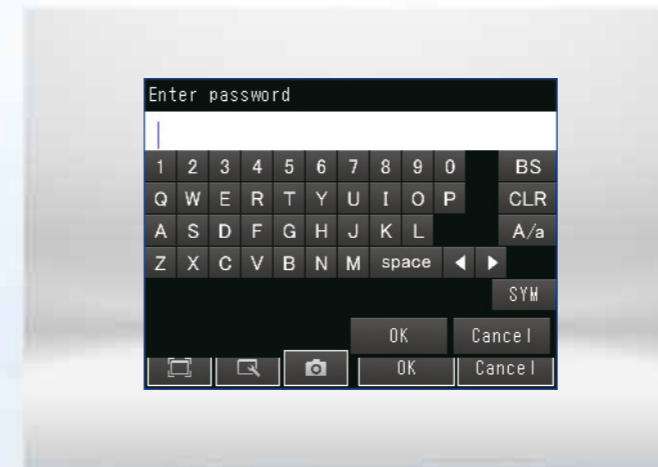 Enter password
1 2 3 4 5 6 7 8 9 0 BS
Q W E R T Y U I O P CLR
A S D F G H J K L A/a
Z X C V B N M space
SYM
OK Cancel
OK Cancel